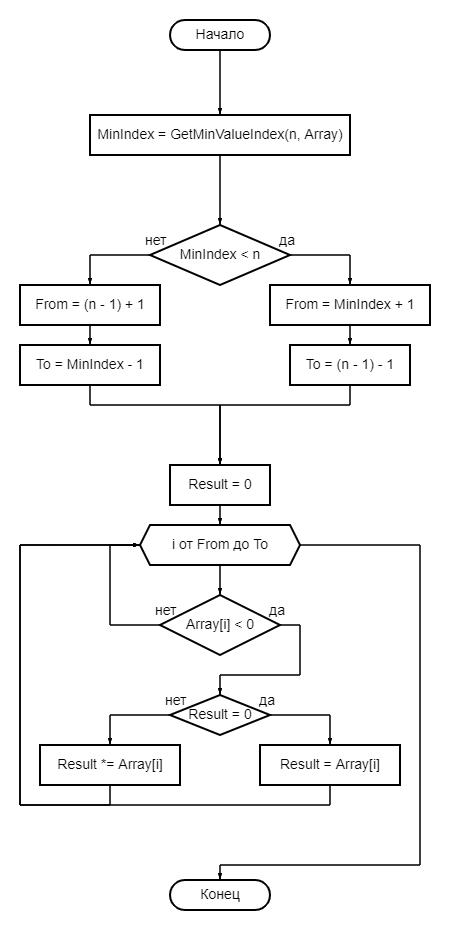 Начало
MinIndex = GetMinValueIndex(n, Array)
нет
да
MinIndex < n
From = (n - 1) + 1
From = MinIndex + 1
To = MinIndex - 1
To = (n - 1) - 1
Result = 0
i от From до To
нет
да
Array[i] < 0
нет
да
Result = 0
Result *= Array[i]
Result = Array[i]
Конец